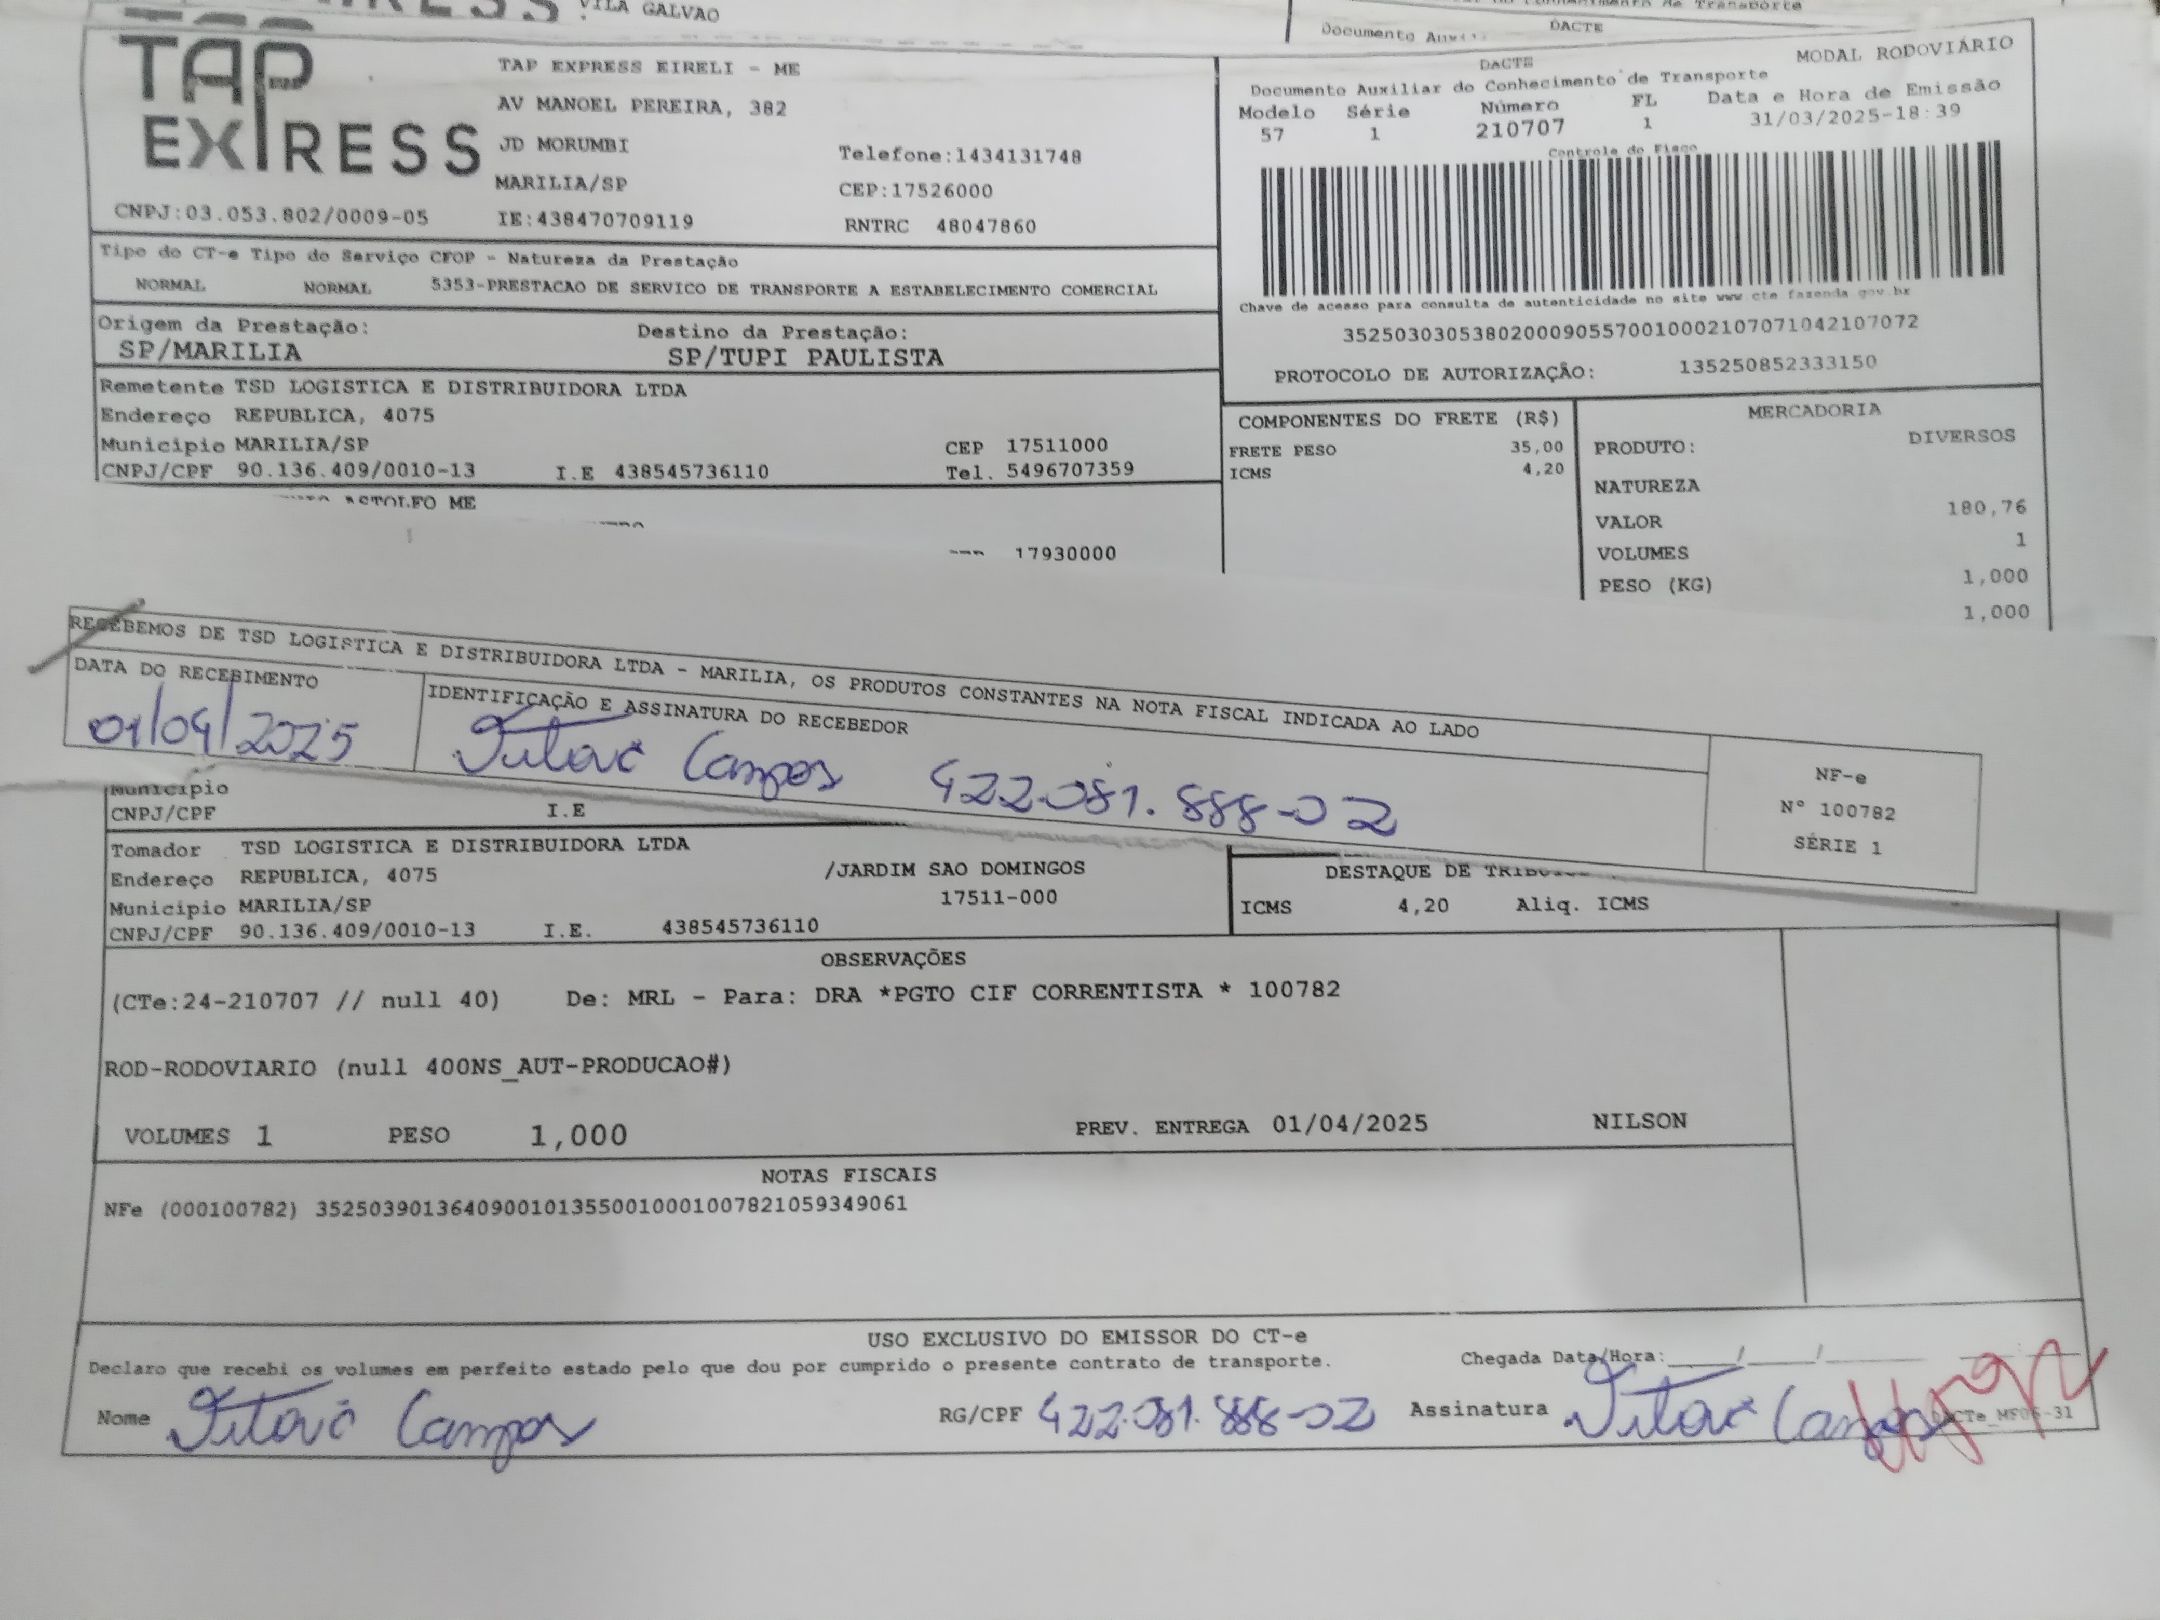 VILA GALVAO
DACTE
TAP EXPRESS
TAP EXPRESS EIRELI - ME
AV MANOEL PEREIRA, 382
JD MORUMBI
MARILIA/SP
Telefone:1434131748
CEP:17526000
CNPJ:03.053.802/0009-05
IE:438470709119
RNTRC 48047860
DACTE
MODAL RODOVIÁRIO
Documento Auxiliar do Conhecimento de Transporte
Modelo Série Número FL Data e Hora de Emissão
57 1 210707 1 31/03/2025-18:39
Controle do Fisco
Chave de acesso para consulta de autenticidade no site www.cte fazenda gov.br
35250303053802000905570010002107071042107072
PROTOCOLO DE AUTORIZAÇÃO: 135250852333150
Tipo do CT-e Tipo do Serviço CFOP - Natureza da Prestação
NORMAL NORMAL 5353-PRESTACAO DE SERVICO DE TRANSPORTE A ESTABELECIMENTO COMERCIAL
Origem da Prestação: Destino da Prestação:
SP/MARILIA SP/TUPI PAULISTA
Remetente TSD LOGISTICA E DISTRIBUIDORA LTDA
Endereço REPUBLICA, 4075
Municipio MARILIA/SP CEP 17511000
CNPJ/CPF 90.136.409/0010-13 I.E 438545736110 Tel. 5496707359
ASTOLFO ME
17930000
COMPONENTES DO FRETE (R$)
FRETE PESO 35,00
ICMS 4,20
MERCADORIA
PRODUTO: DIVERSOS
NATUREZA
VALOR 180,76
VOLUMES 1
PESO (KG) 1,000
1,000
RECEBEMOS DE TSD LOGISTICA E DISTRIBUIDORA LTDA - MARILIA, OS PRODUTOS CONSTANTES NA NOTA FISCAL INDICADA AO LADO
DATA DO RECEBIMENTO
01/04/2025
IDENTIFICAÇÃO E ASSINATURA DO RECEBEDOR
Campos 422.081.888-02
NF-e
N° 100782
SÉRIE 1
Municipio
CNPJ/CPF I.E
Tomador TSD LOGISTICA E DISTRIBUIDORA LTDA
Endereço REPUBLICA, 4075 /JARDIM SAO DOMINGOS
Municipio MARILIA/SP 17511-000
CNPJ/CPF 90.136.409/0010-13 I.E. 438545736110
DESTAQUE DE
ICMS 4,20 Aliq. ICMS
OBSERVAÇÕES
(CTe:24-210707 // null 40) De: MRL - Para: DRA *PGTO CIF CORRENTISTA * 100782
ROD-RODOVIARIO (null 400NS_AUT-PRODUCAO#)
VOLUMES 1 PESO 1,000 PREV. ENTREGA 01/04/2025 NILSON
NOTAS FISCAIS
NFe (000100782) 35250390136409001013550010001007821059349061
USO EXCLUSIVO DO EMISSOR DO CT-e
Declaro que recebi os volumes em perfeito estado pelo que dou por cumprido o presente contrato de transporte. Chegada Data/Hora:
Nome Campos RG/CPF 422.081.888-02 Assinatura Campos